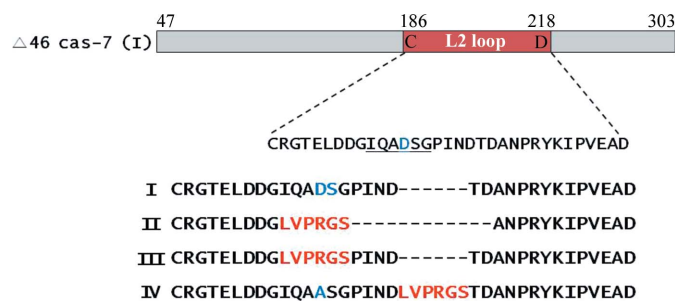 47 186 218 303
△46 cas-7 (I) C L2 loop D
CRGTELDDGIQADSGPINDTDANPRYKIPVEAD
I CRGTELDDGIQADSGPIND------TDANPRYKIPVEAD
II CRGTELDDGLVPRGS------------ANPRYKIPVEAD
III CRGTELDDGLVPRGSPIND------TDANPRYKIPVEAD
IV CRGTELDDGIQAASGPINDLVPRGSTDANPRYKIPVEAD